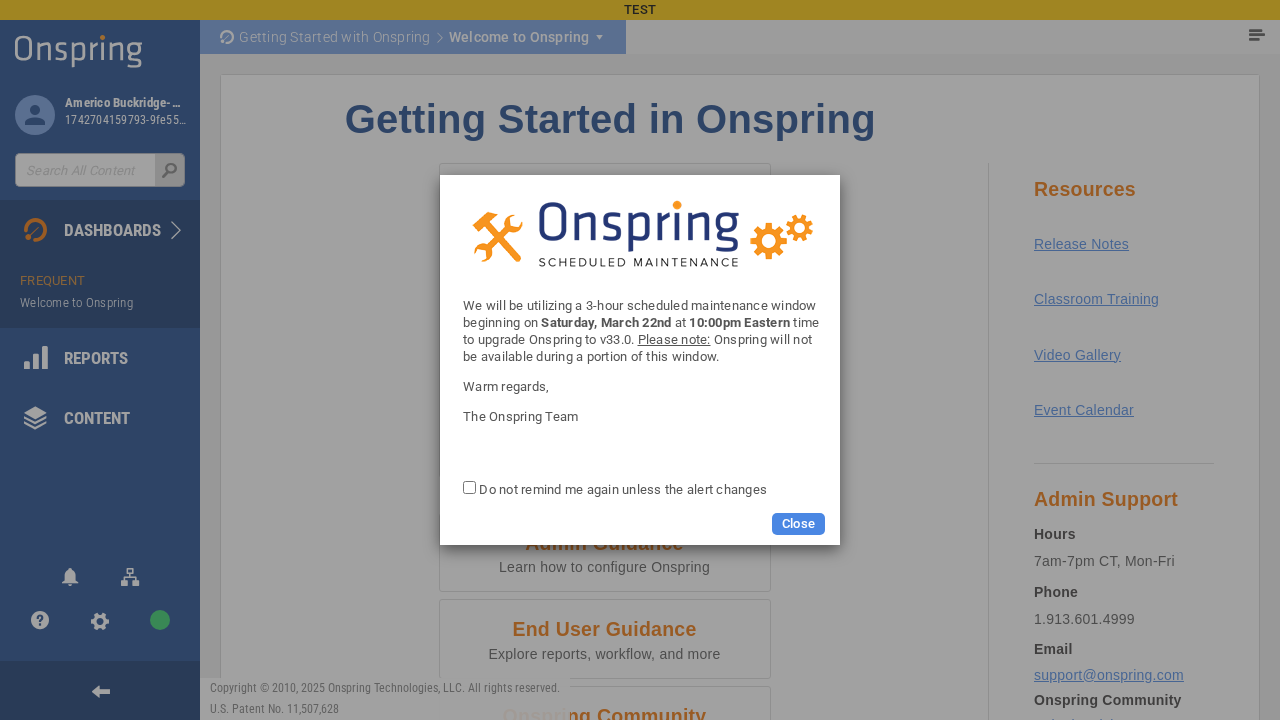 TEST
Onspring
Getting Started with Onspring
Welcome to Onspring
Americo Buckridge-...
1742704159793-9fe55...
Search All Content
DASHBOARDS
FREQUENT
Welcome to Onspring
REPORTS
CONTENT
Getting Started in Onspring
Onspring
SCHEDULED MAINTENANCE
We will be utilizing a 3-hour scheduled maintenance window
beginning on Saturday, March 22nd at 10:00pm Eastern time
to upgrade Onspring to v33.0. Please note: Onspring will not
be available during a portion of this window.
Warm regards,
The Onspring Team
Do not remind me again unless the alert changes
Close
Admin Guidance
Learn how to configure Onspring
End User Guidance
Explore reports, workflow, and more
Onspring Community
Resources
Release Notes
Classroom Training
Video Gallery
Event Calendar
Admin Support
Hours
7am-7pm CT, Mon-Fri
Phone
1.913.601.4999
Email
support@onspring.com
Onspring Community
Copyright © 2010, 2025 Onspring Technologies, LLC. All rights reserved.
U.S. Patent No. 11,507,628